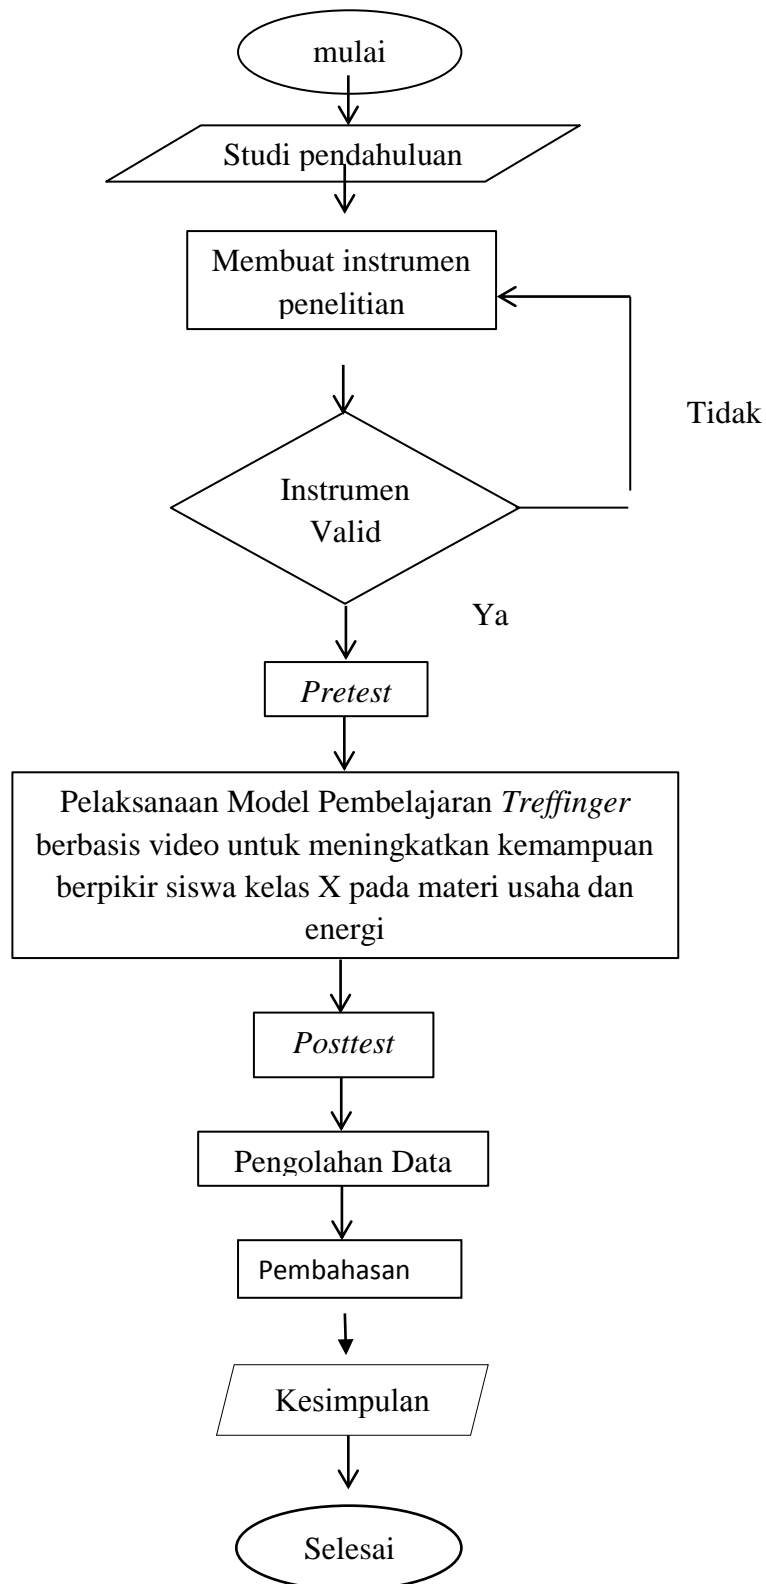 mulai
Studi pendahuluan
Membuat instrumen
penelitian
Tidak
Instrumen
Valid
Ya
Pretest
Pelaksanaan Model Pembelajaran Treffinger
berbasis video untuk meningkatkan kemampuan
berpikir siswa kelas X pada materi usaha dan
energi
Posttest
Pengolahan Data
Pembahasan
Kesimpulan
Selesai